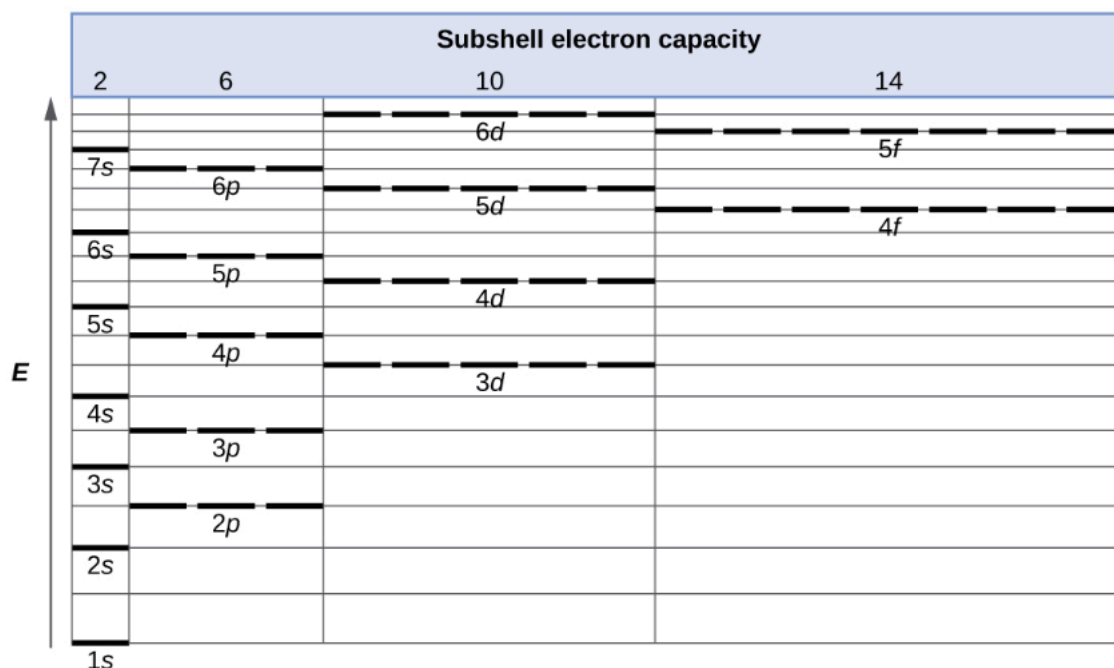 Subshell electron capacity
2 6 10 14
6d
5f
7s
6p
5d
4f
6s
5p
4d
5s
4p
E
3d
4s
3p
3s
2p
2s
1s